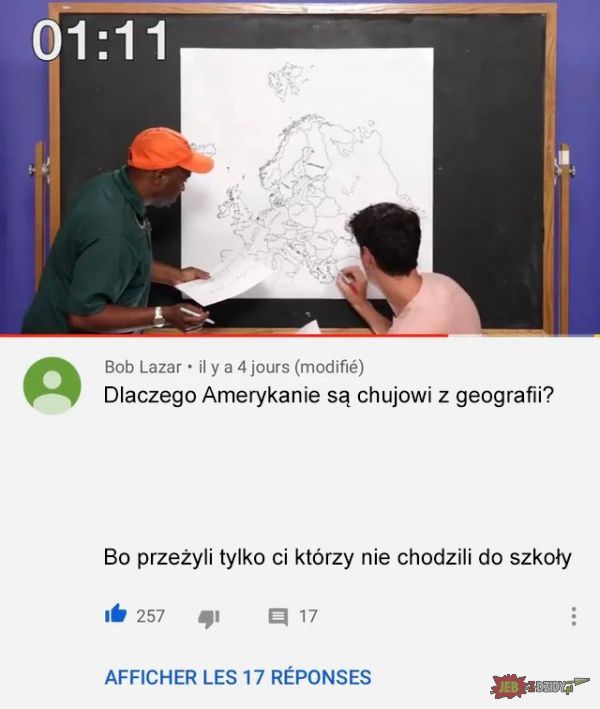 01:11
Bob Lazar • il y a 4 jours (modifié)
Dlaczego Amerykanie są chujowi z geografii?
Bo przeżyli tylko ci którzy nie chodzili do szkoły
257
17
AFFICHER LES 17 RÉPONSES